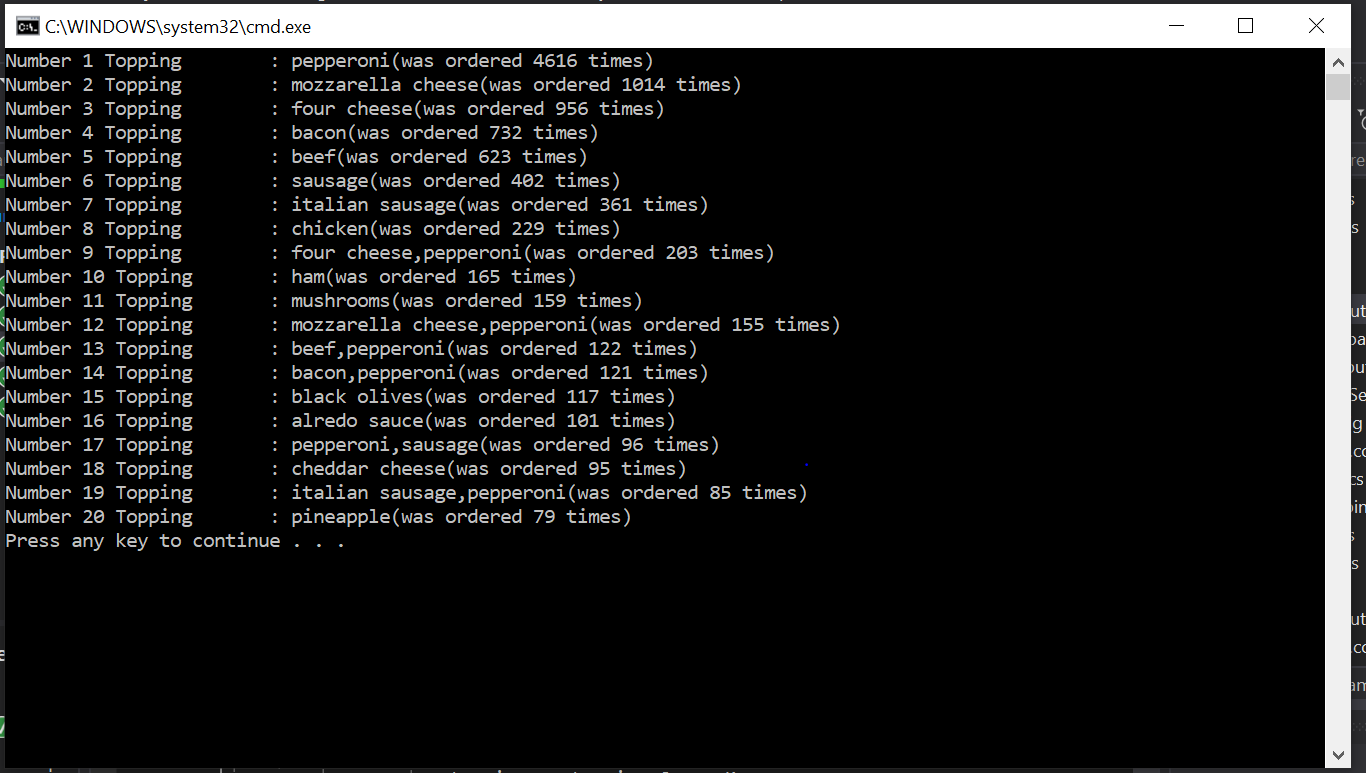 C:\WINDOWS\system32\cmd.exe
Number 1 Topping        : pepperoni(was ordered 4616 times)
Number 2 Topping        : mozzarella cheese(was ordered 1014 times)
Number 3 Topping        : four cheese(was ordered 956 times)
Number 4 Topping        : bacon(was ordered 732 times)
Number 5 Topping        : beef(was ordered 623 times)
Number 6 Topping        : sausage(was ordered 402 times)
Number 7 Topping        : italian sausage(was ordered 361 times)
Number 8 Topping        : chicken(was ordered 229 times)
Number 9 Topping        : four cheese,pepperoni(was ordered 203 times)
Number 10 Topping       : ham(was ordered 165 times)
Number 11 Topping       : mushrooms(was ordered 159 times)
Number 12 Topping       : mozzarella cheese,pepperoni(was ordered 155 times)
Number 13 Topping       : beef,pepperoni(was ordered 122 times)
Number 14 Topping       : bacon,pepperoni(was ordered 121 times)
Number 15 Topping       : black olives(was ordered 117 times)
Number 16 Topping       : alredo sauce(was ordered 101 times)
Number 17 Topping       : pepperoni,sausage(was ordered 96 times)
Number 18 Topping       : cheddar cheese(was ordered 95 times)
Number 19 Topping       : italian sausage,pepperoni(was ordered 85 times)
Number 20 Topping       : pineapple(was ordered 79 times)
Press any key to continue . . .